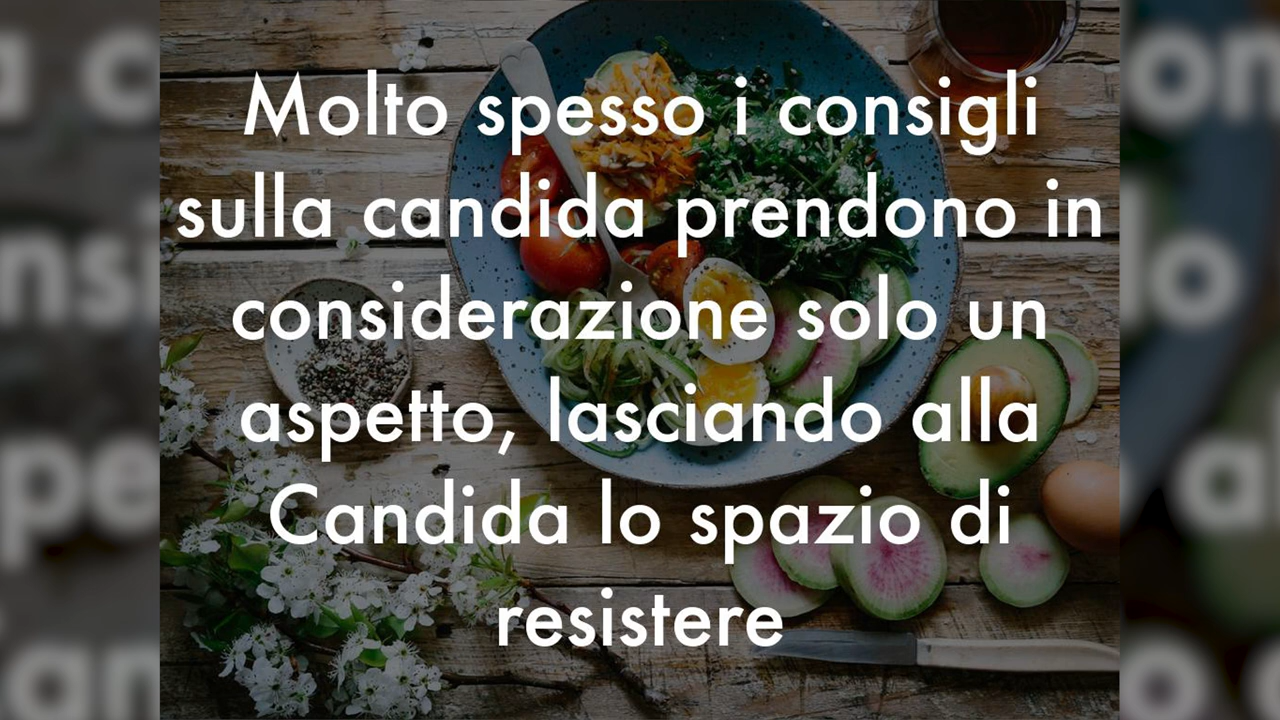 Molto spesso i consigli
sulla candida prendono in
considerazione solo un
aspetto, lasciando alla
Candida lo spazio di
resistere